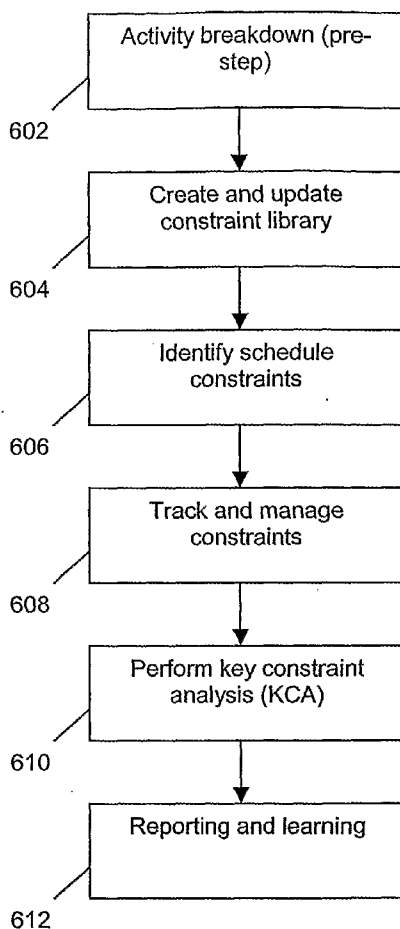 Activity breakdown (pre-
step)
602
Create and update
constraint library
604
Identify schedule
constraints
606
Track and manage
constraints
608
Perform key constraint
analysis (KCA)
610
Reporting and learning
612